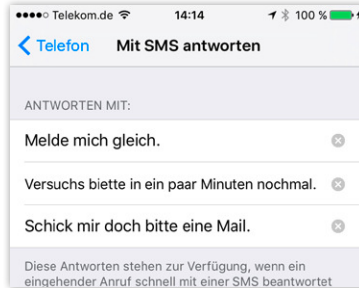 Telekom.de 14:14 100 %
Telefon Mit SMS antworten
ANTWORTEN MIT:
Melde mich gleich.
Versuchs biette in ein paar Minuten nochmal.
Schick mir doch bitte eine Mail.
Diese Antworten stehen zur Verfügung, wenn ein
eingehender Anruf schnell mit einer SMS beantwortet